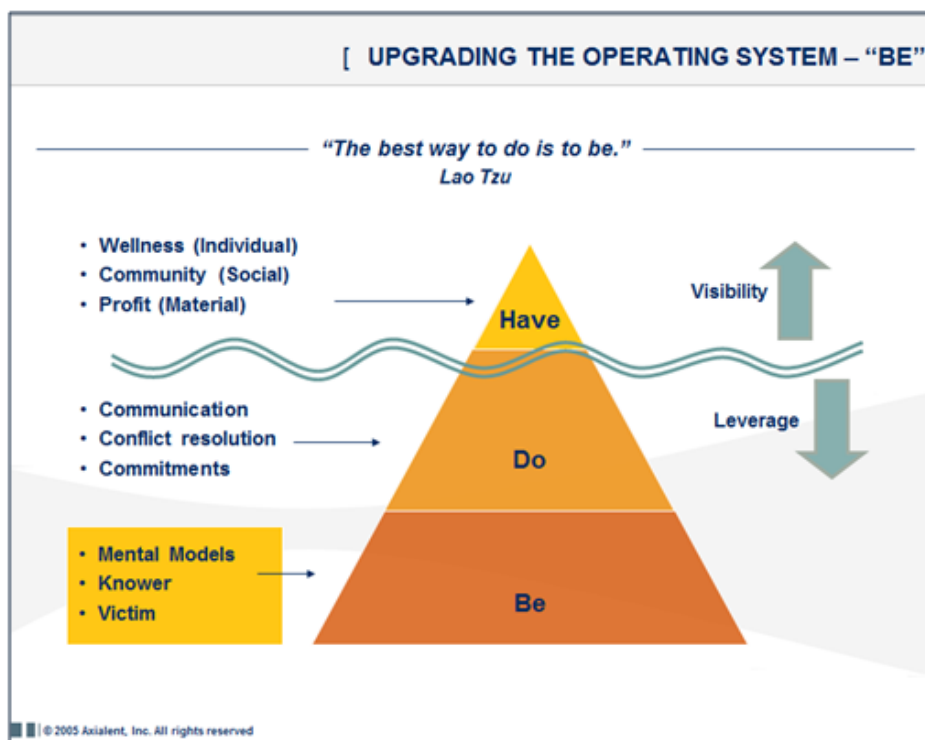 [ UPGRADING THE OPERATING SYSTEM – “BE”
“The best way to do is to be.”
Lao Tzu
• Wellness (Individual)
• Community (Social)
• Profit (Material)
Have
Visibility
• Communication
• Conflict resolution
• Commitments
Do
Leverage
• Mental Models
• Knower
• Victim
Be
© 2005 Axialent, Inc. All rights reserved